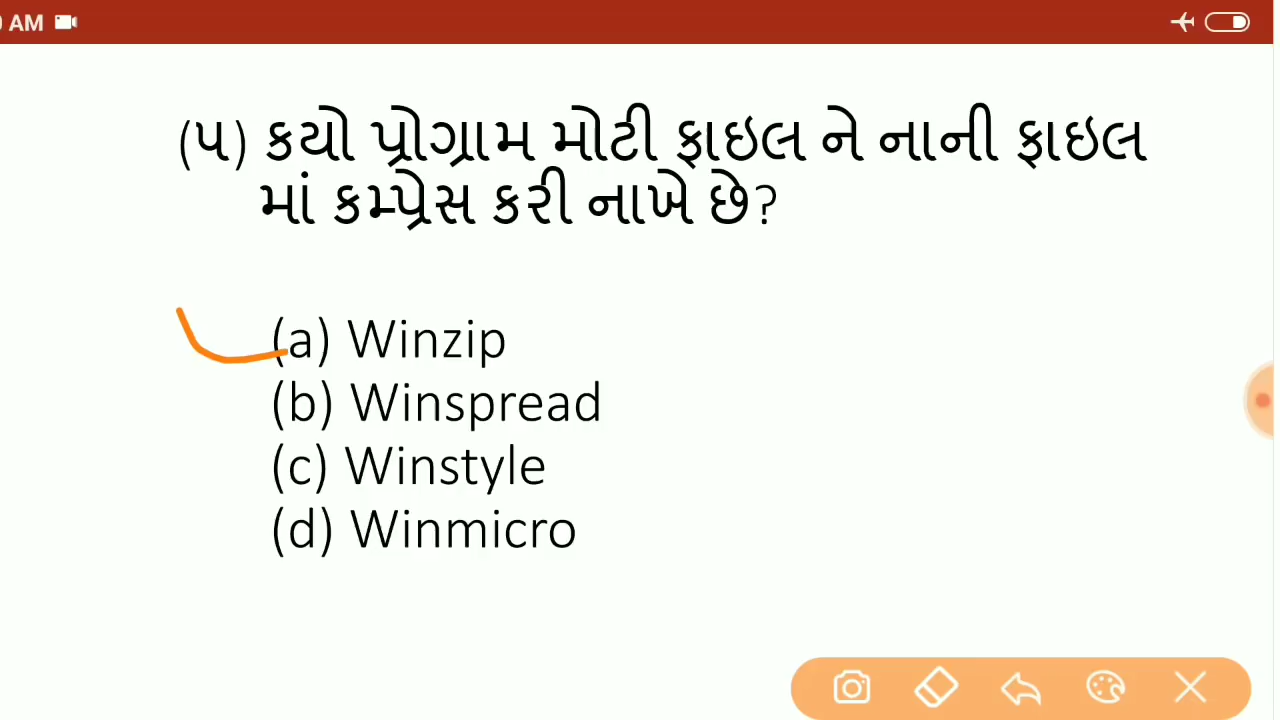 AM
(૫) કયો પ્રોગ્રામ મોટી ફાઇલ ને નાની ફાઇલ
માં કમ્પ્રેસ કરી નાખે છે?
(a) Winzip
(b) Winspread
(c) Winstyle
(d) Winmicro